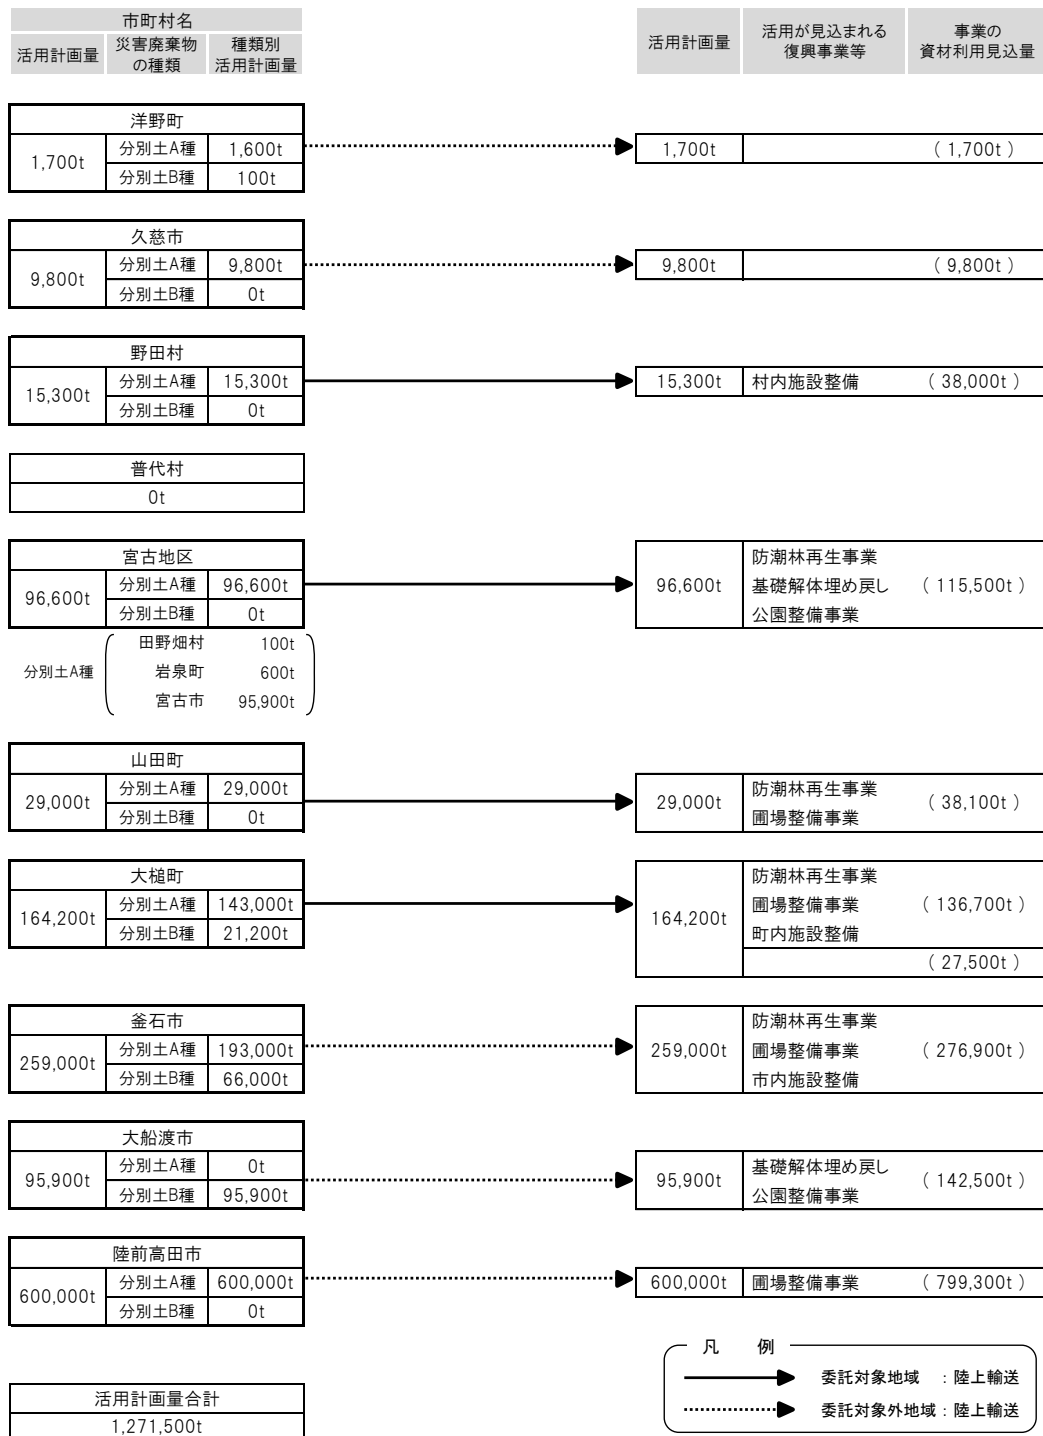 市町村名
活用計画量 災害廃棄物の種類 種類別活用計画量
活用計画量 活用が見込まれる復興事業等 事業の資材利用見込量
洋野町
1,700t 分別土A種 1,600t
分別土B種 100t
1,700t （ 1,700t ）
久慈市
9,800t 分別土A種 9,800t
分別土B種 0t
9,800t （ 9,800t ）
野田村
15,300t 分別土A種 15,300t
分別土B種 0t
15,300t 村内施設整備 （ 38,000t ）
普代村
0t
宮古地区
96,600t 分別土A種 96,600t
分別土B種 0t
分別土A種
田野畑村 100t
岩泉町 600t
宮古市 95,900t
96,600t
防潮林再生事業
基礎解体埋め戻し （ 115,500t ）
公園整備事業
山田町
29,000t 分別土A種 29,000t
分別土B種 0t
29,000t
防潮林再生事業
圃場整備事業
（ 38,100t ）
大槌町
164,200t 分別土A種 143,000t
分別土B種 21,200t
164,200t
防潮林再生事業
圃場整備事業 （ 136,700t ）
町内施設整備
（ 27,500t ）
釜石市
259,000t 分別土A種 193,000t
分別土B種 66,000t
259,000t
防潮林再生事業
圃場整備事業 （ 276,900t ）
市内施設整備
大船渡市
95,900t 分別土A種 0t
分別土B種 95,900t
95,900t
基礎解体埋め戻し
公園整備事業
（ 142,500t ）
陸前高田市
600,000t 分別土A種 600,000t
分別土B種 0t
600,000t 圃場整備事業 （ 799,300t ）
活用計画量合計
1,271,500t
凡 例
委託対象地域 ：陸上輸送
委託対象外地域：陸上輸送